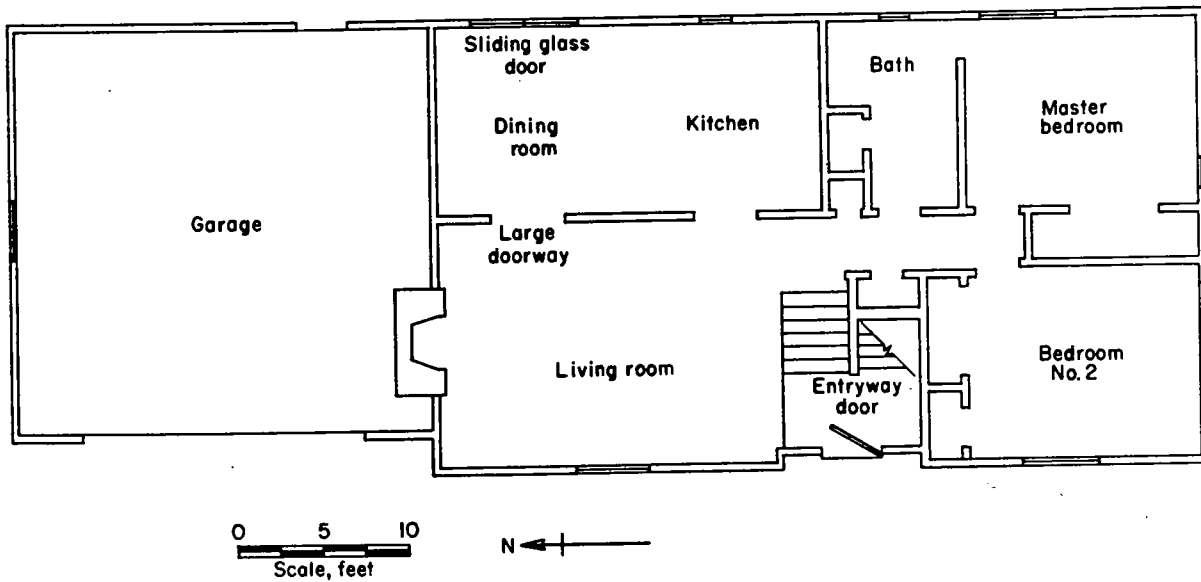 Sliding glass
door
Bath
Dining
room
Kitchen
Master
bedroom
Garage
Large
doorway
Living room
Entryway
door
Bedroom
No. 2
0 5 10
Scale, feet
N